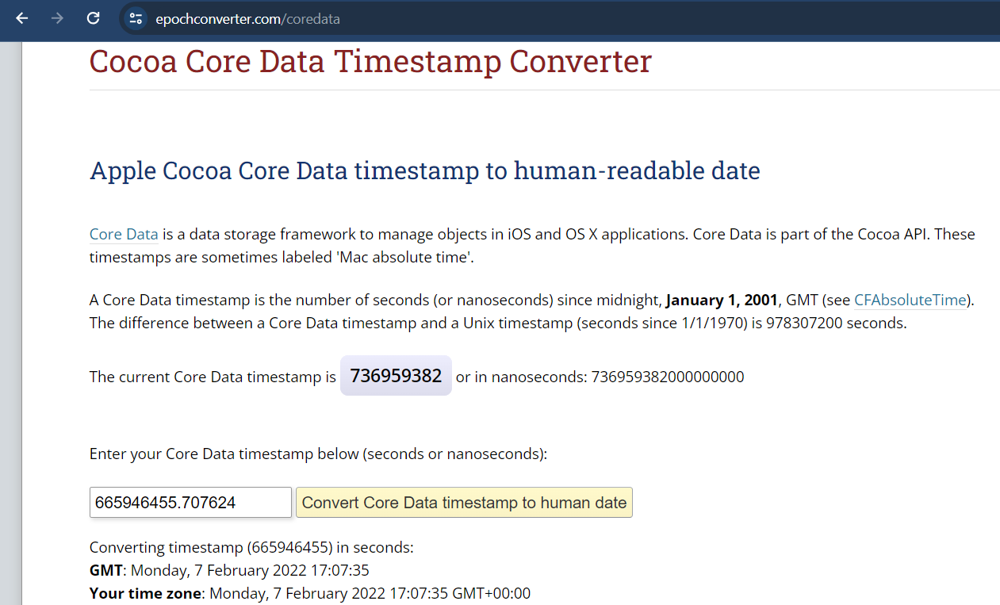 epochconverter.com/coredata
Cocoa Core Data Timestamp Converter
Apple Cocoa Core Data timestamp to human-readable date
Core Data is a data storage framework to manage objects in iOS and OS X applications. Core Data is part of the Cocoa API. These
timestamps are sometimes labeled 'Mac absolute time'.
A Core Data timestamp is the number of seconds (or nanoseconds) since midnight, January 1, 2001, GMT (see CFAbsoluteTime).
The difference between a Core Data timestamp and a Unix timestamp (seconds since 1/1/1970) is 978307200 seconds.
The current Core Data timestamp is 736959382 or in nanoseconds: 736959382000000000
Enter your Core Data timestamp below (seconds or nanoseconds):
665946455.707624 Convert Core Data timestamp to human date
Converting timestamp (665946455) in seconds:
GMT: Monday, 7 February 2022 17:07:35
Your time zone: Monday, 7 February 2022 17:07:35 GMT+00:00